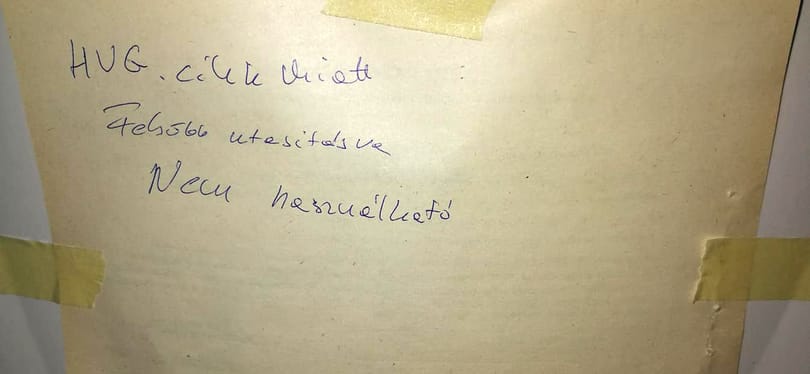 HVG. cikk miatt :
Felsőbb utasításra
Nem használható